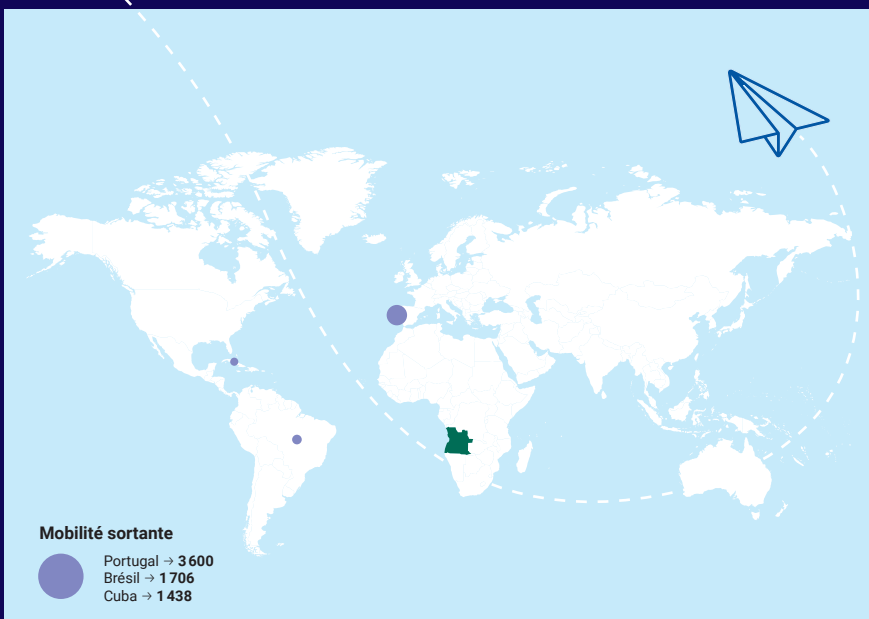 Mobilité sortante
Portugal → 3 600
Brésil → 1 706
Cuba → 1 438